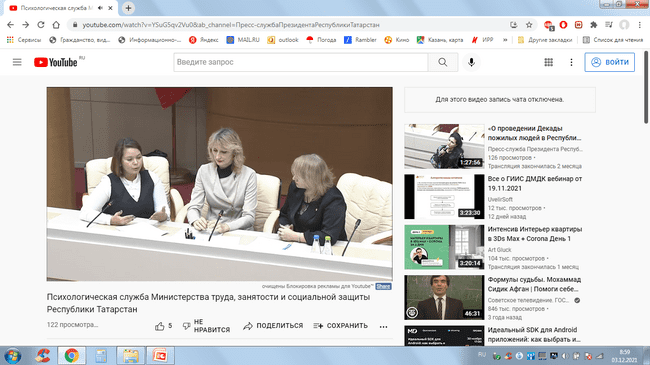 Психологическая служба М
youtube.com/watch?v=YSuG5qv2Vu0&ab_channel=Пресс-службаПрезидентаРеспубликиТатарстан
Сервисы
Гражданство, вид...
Информационно-...
Яндекс
MAIL.RU
outlook
Погода
Rambler
Кино
Казань, карта
ИРР
»
Другие закладки
Список для чтения
YouTube RU
Введите запрос
ВОЙТИ
очищены Блокировка рекламы для Youtube™ Share
Психологическая служба Министерства труда, занятости и социальной защиты
Республики Татарстан
122 просмотра...
5
НЕ
НРАВИТСЯ
ПОДЕЛИТЬСЯ
СОХРАНИТЬ
...
Для этого видео запись чата отключена.
1:27:56
«О проведении Декады
пожилых людей в Республи...
Пресс-служба Президента Респуб...
126 просмотров •
Трансляция закончилась 2 месяца
3:23:30
Все о ГИИС ДМДК вебинар от
19.11.2021
UvelirSoft
12 тыс. просмотров •
12 дней назад
3:20:14
Интенсив Интерьер квартиры
в 3Ds Max + Corona День 1
Art Gluck
104 тыс. просмотров •
Трансляция закончилась 1 месяц
46:31
Формулы судьбы. Мохаммад
Сидик Афган | Помоги себе...
Советское телевидение. ГОС...
846 тыс. просмотров •
3 года назад
Идеальный SDK для Android
приложений: как выбрать и
RU
8:59
03.12.2021